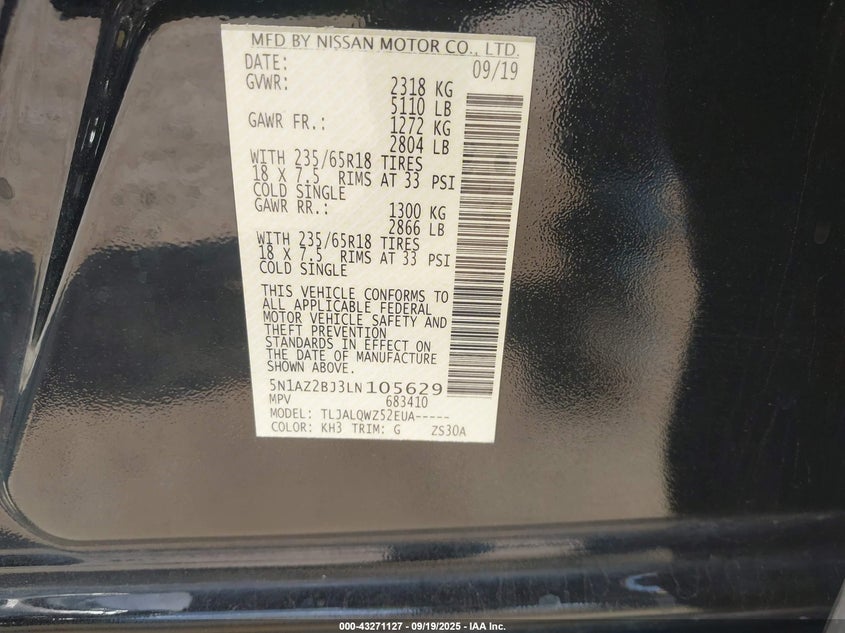 MFD BY NISSAN MOTOR CO., LTD.
DATE: 09/19
GVWR: 2318 KG
5110 LB
GAWR FR.: 1272 KG
2804 LB
WITH 235/65R18 TIRES
18 X 7.5 RIMS AT 33 PSI
COLD SINGLE
GAWR RR.: 1300 KG
2866 LB
WITH 235/65R18 TIRES
18 X 7.5 RIMS AT 33 PSI
COLD SINGLE
THIS VEHICLE CONFORMS TO
ALL APPLICABLE FEDERAL
MOTOR VEHICLE SAFETY AND
THEFT PREVENTION
STANDARDS IN EFFECT ON
THE DATE OF MANUFACTURE
SHOWN ABOVE.
5N1AZ2BJ3LN105629
MPV 683410
MODEL: TLJALQWZ52EUA-----
COLOR: KH3 TRIM: G ZS30A
000-43271127 - 09/19/2025 - IAA Inc.